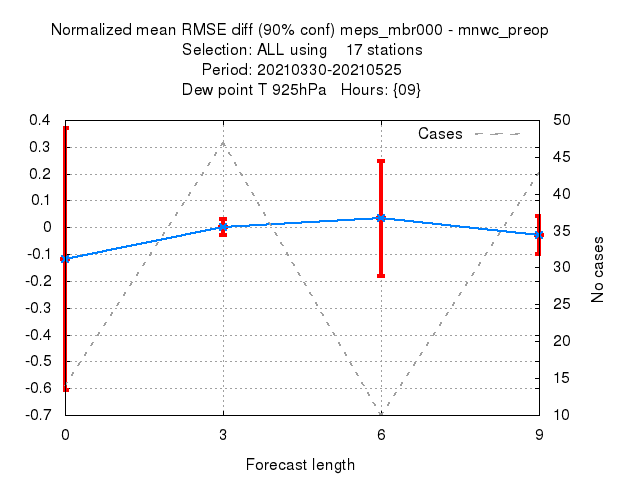 Normalized mean RMSE diff (90% conf) meps_mbr000 - mnwc_preop
Selection: ALL using    17 stations
Period: 20210330-20210525
Dew point T 925hPa   Hours: {09}
Cases
0.4
0.3
0.2
0.1
0
-0.1
-0.2
-0.3
-0.4
-0.5
-0.6
-0.7
50
45
40
35
30
25
20
15
10
No cases
0 3 6 9
Forecast length